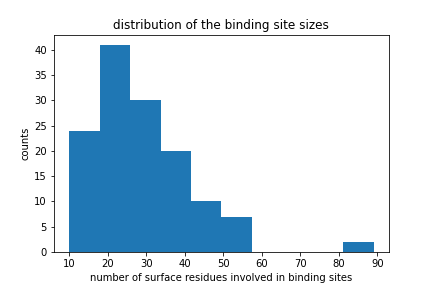 distribution of the binding site sizes
counts
40
35
30
25
20
15
10
5
0
10 20 30 40 50 60 70 80 90
number of surface residues involved in binding sites